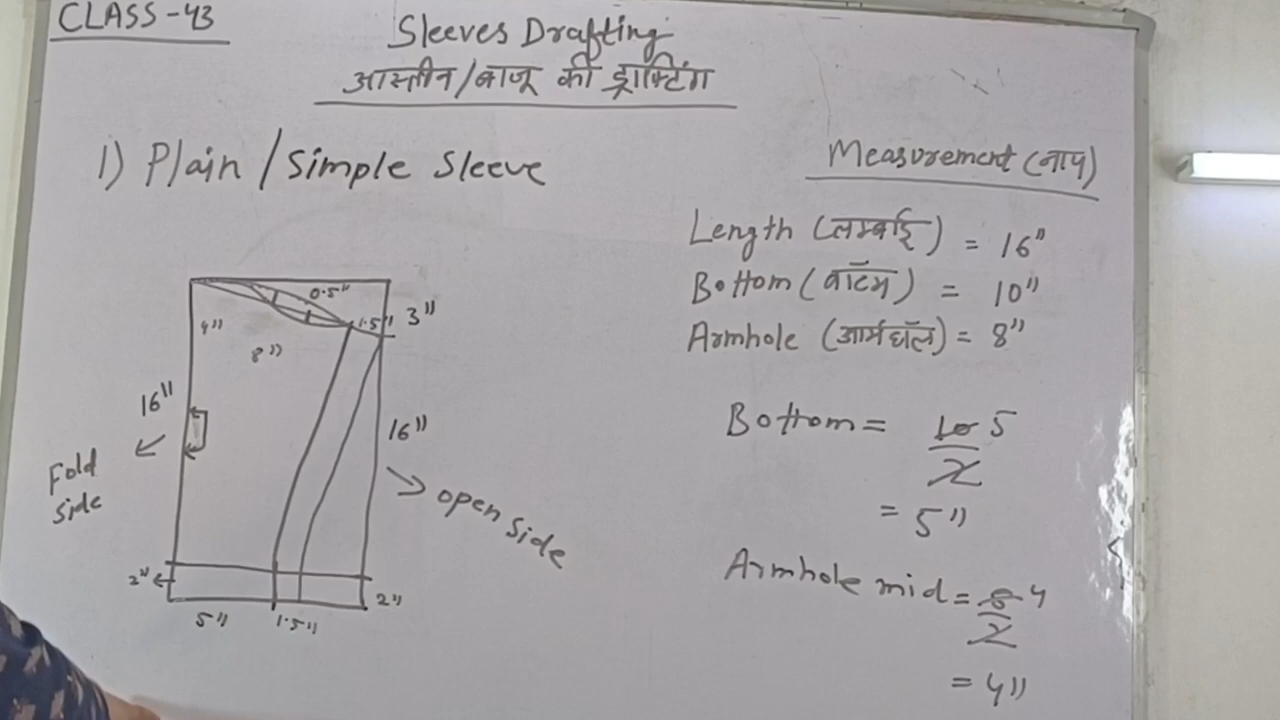 CLASS-43
Sleeves Drafting
आस्तीन/बाजू की ड्राफ्टिंग
1) Plain / Simple Sleeve
Measurement (नाप)
Length (लम्बाई) = 16"
Bottom (बॉटम) = 10"
Armhole (आर्महॉल) = 8"
0.5"
4"
1.5"
3"
8"
16"
16"
Fold
side
open side
2"
2"
5"
1.5"
Bottom = 10 5
2
= 5"
Armhole mid = 8 4
2
= 4"